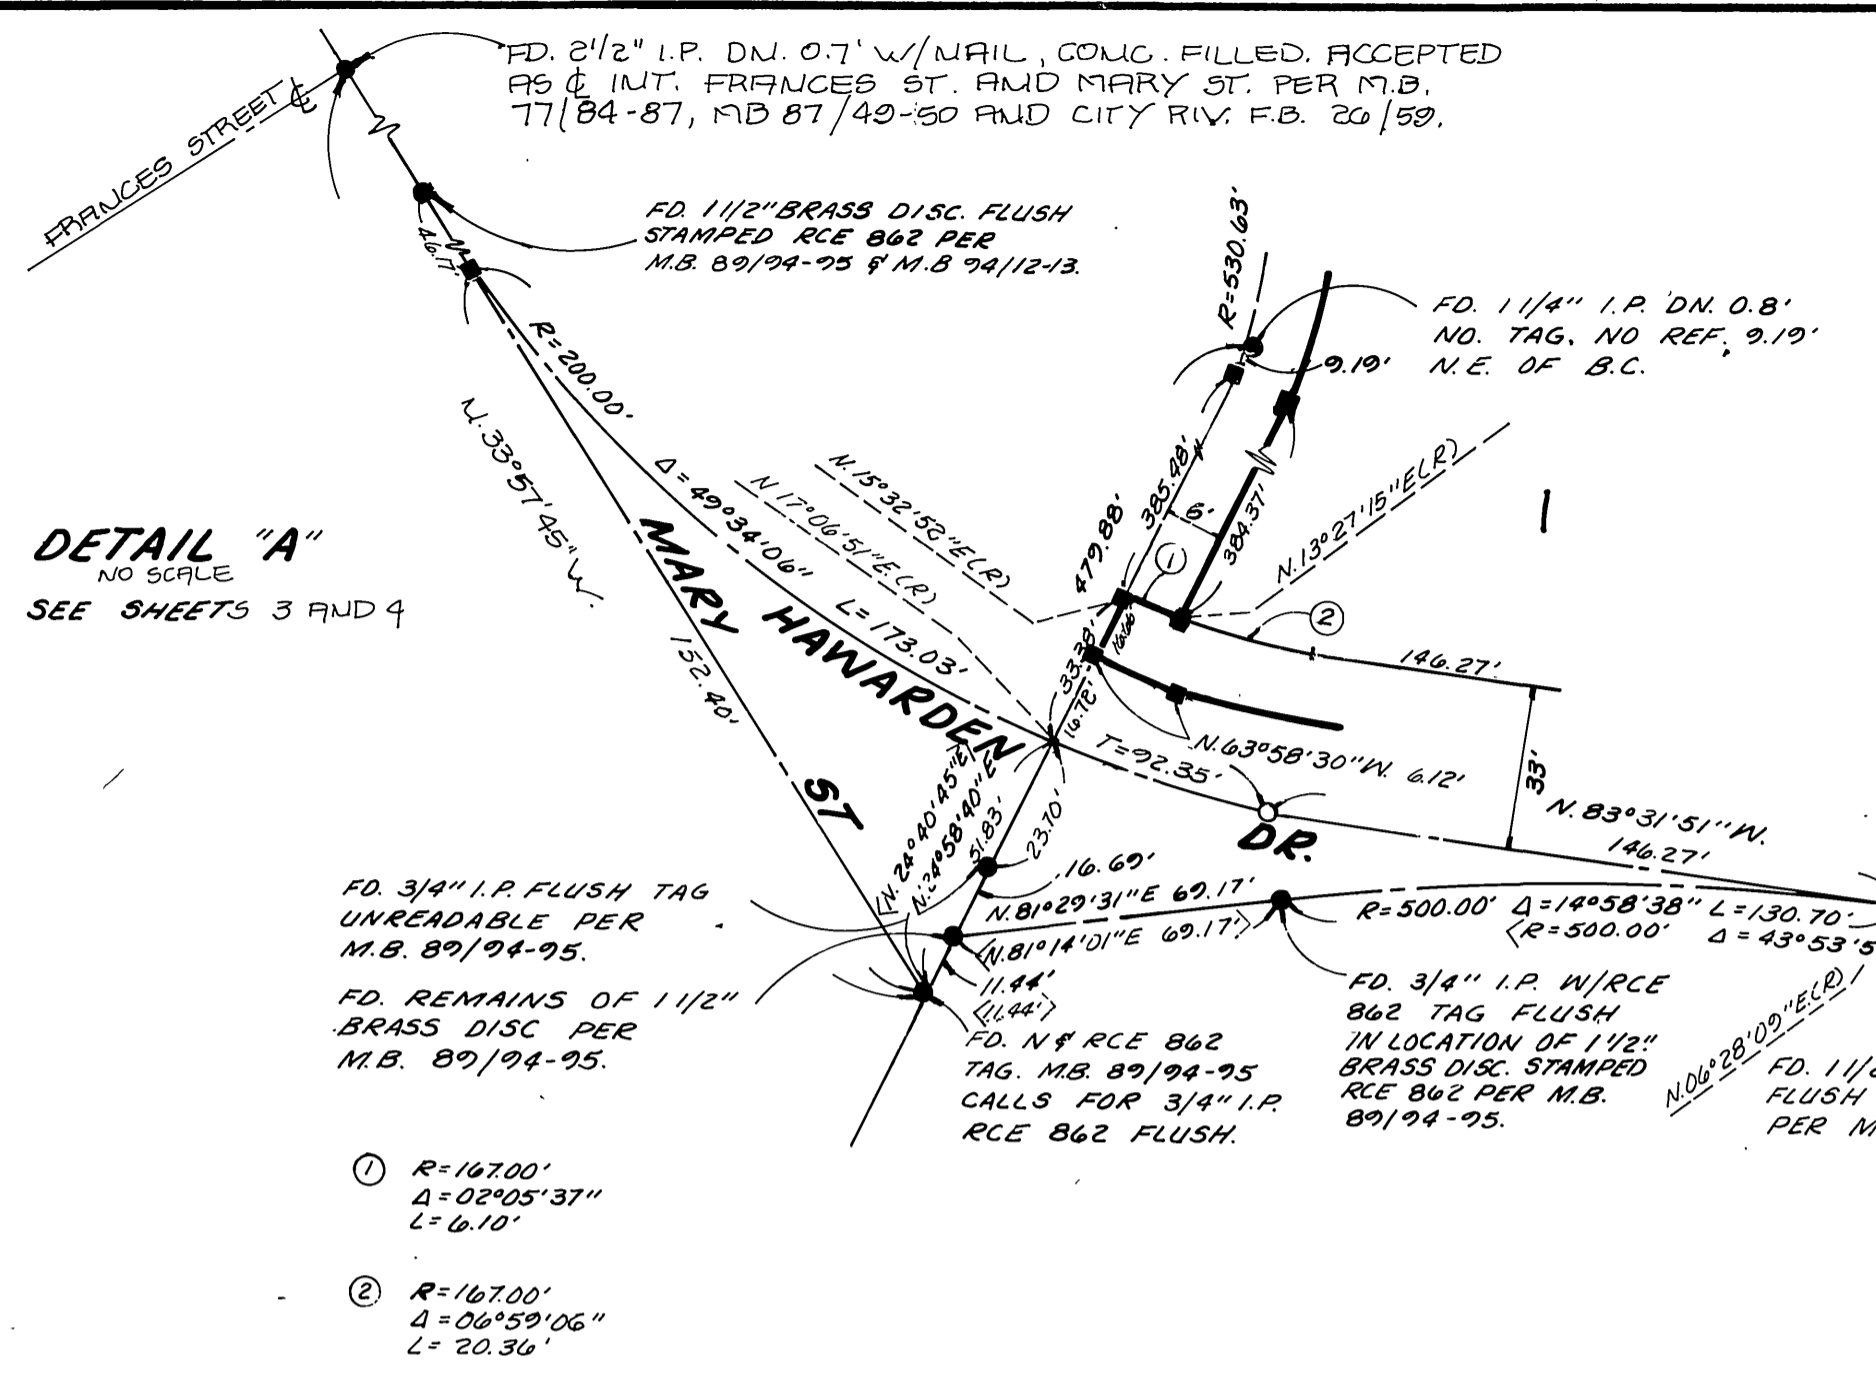 FD. 2 1/2" I.P. DN. 0.7' W/NAIL, CONC. FILLED. ACCEPTED
AS ℄ INT. FRANCES ST. AND MARY ST. PER M.B.
77/84-87, MB 87/49-50 AND CITY RIV. F.B. 26/59.
FRANCES STREET ℄
FD. 1 1/2" BRASS DISC. FLUSH
STAMPED RCE 862 PER
M.B. 89/94-95 & M.B 94/12-13.
46.17'
R=530.63'
FD. 1 1/4" I.P. DN. 0.8'
NO. TAG. NO REF. 9.19'
N.E. OF B.C.
9.19'
R=200.00'
N.33°57'45"W.
Δ=49°34'06"
L=173.03'
N.15°32'52"E(R)
N 17°06'51"E.(R)
479.88'
385.48'
6'
384.37'
N.13°27'15"E(R)
1
1
2
DETAIL "A"
NO SCALE
SEE SHEETS 3 AND 4
MARY ST
152.40'
HAWARDEN DR.
33.38'
16.66'
16.72'
146.27'
T=92.35'
N.63°58'30"W. 6.12'
33'
N.83°31'51"W.
146.27'
<N.24°40'45"E>
N.24°58'40"E
51.83'
23.70'
16.69'
N.81°29'31"E 69.17'
<N.81°14'01"E 69.17'>
R=500.00' Δ=14°58'38" L=130.70'
<R=500.00' Δ=43°53'5
11.44'
<11.44'>
FD. 3/4" I.P. FLUSH TAG
UNREADABLE PER
M.B. 89/94-95.
FD. REMAINS OF 1 1/2"
BRASS DISC PER
M.B. 89/94-95.
FD. N & RCE 862
TAG. M.B. 89/94-95
CALLS FOR 3/4" I.P.
RCE 862 FLUSH.
FD. 3/4" I.P. W/RCE
862 TAG FLUSH
IN LOCATION OF 1 1/2"
BRASS DISC. STAMPED
RCE 862 PER M.B.
89/94-95.
N.06°28'09"E.(R)
FD. 1 1/2
FLUSH
PER M
1 R=167.00'
Δ=02°05'37"
L=6.10'
2 R=167.00'
Δ=06°59'06"
L=20.36'